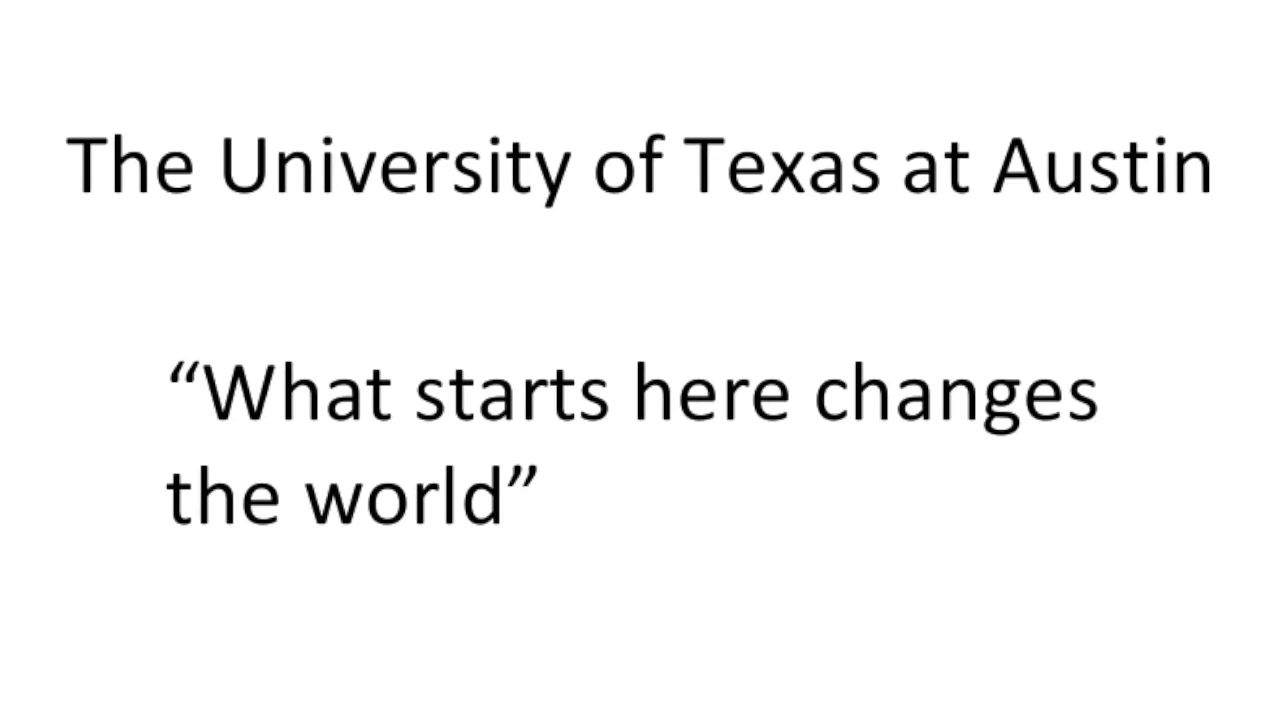 The University of Texas at Austin
“What starts here changes
the world”